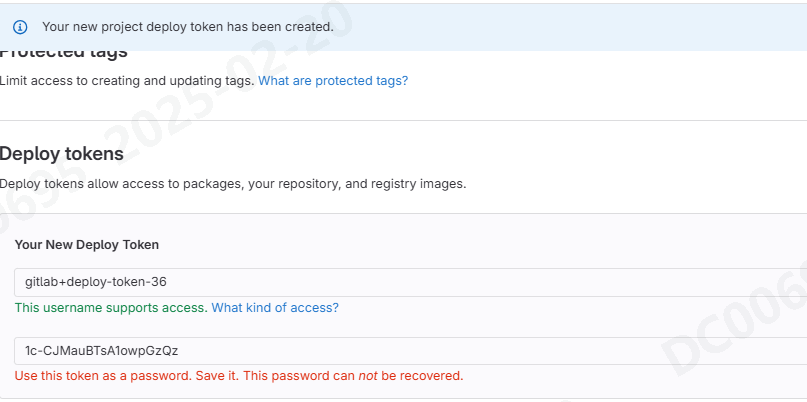 Your new project deploy token has been created.
Protected tags
Limit access to creating and updating tags. What are protected tags?
Deploy tokens
Deploy tokens allow access to packages, your repository, and registry images.
Your New Deploy Token
gitlab+deploy-token-36
This username supports access. What kind of access?
1c-CJMauBTsA1owpGzQz
Use this token as a password. Save it. This password can not be recovered.
0695 2025-02-20
DC0069